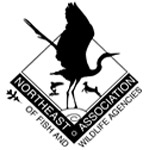 NORTHEAST ASSOCIATION
OF FISH AND WILDLIFE AGENCIES